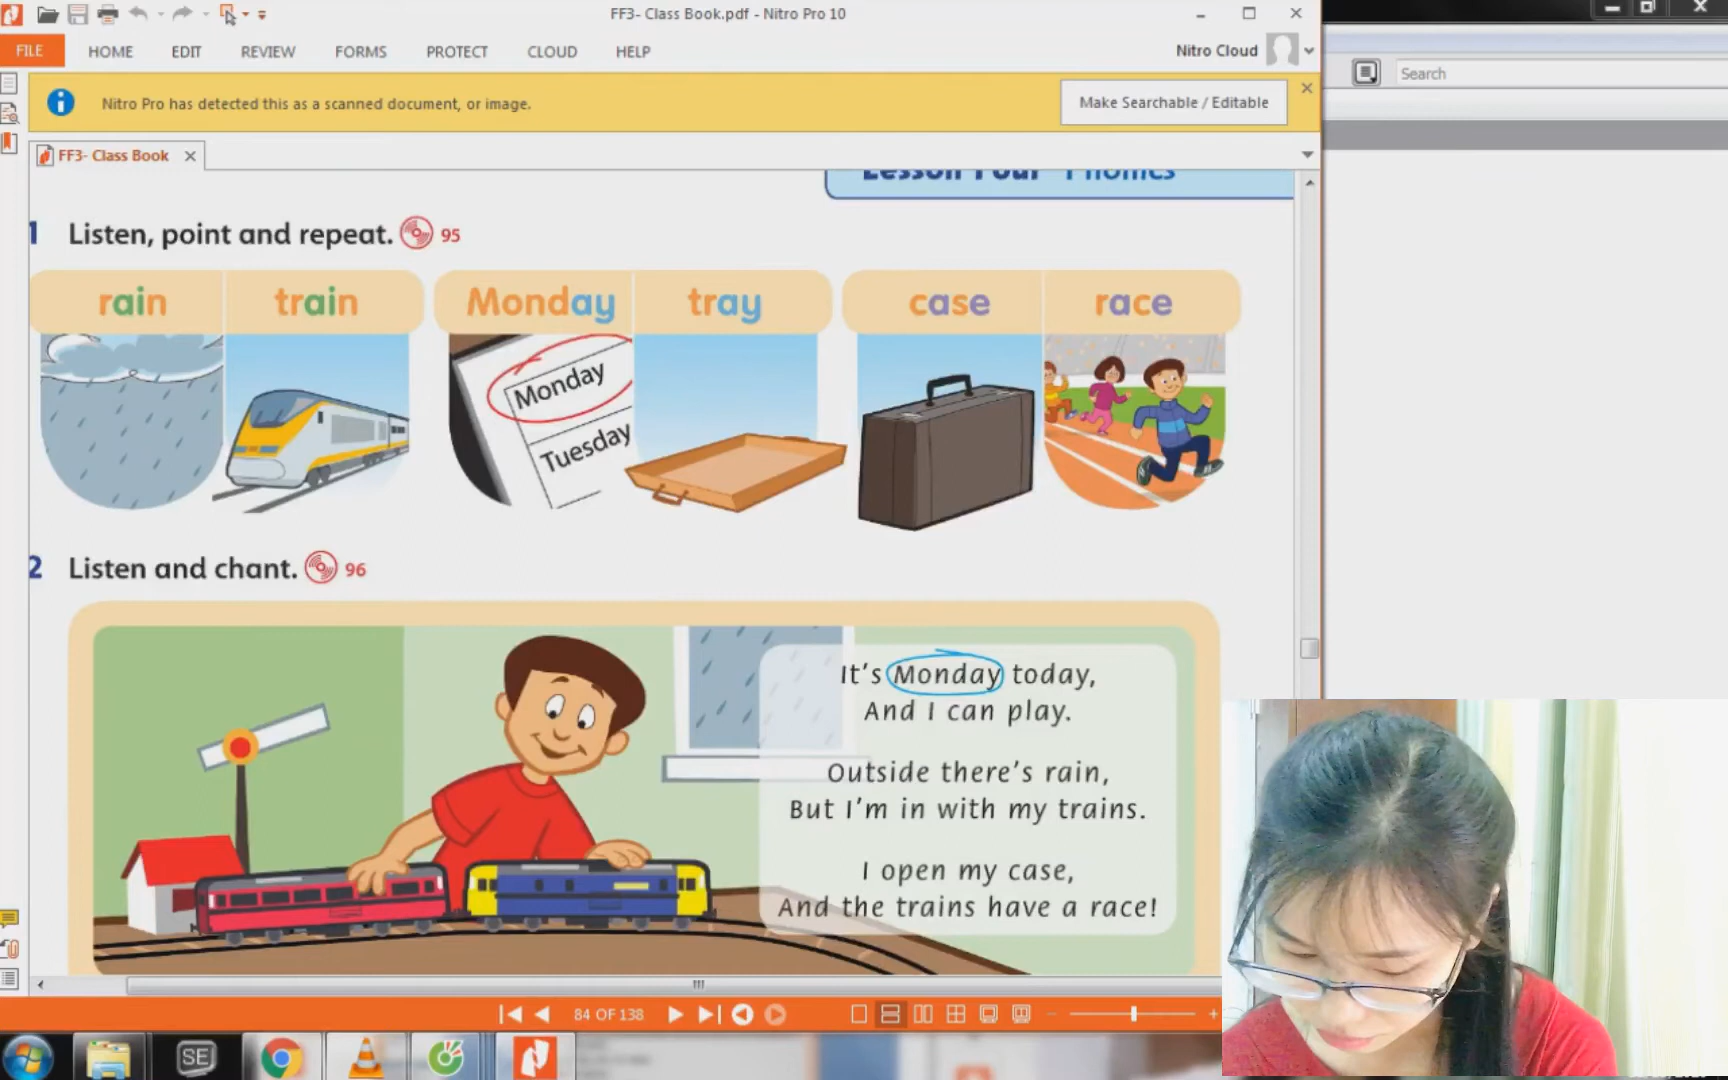 FF3- Class Book.pdf - Nitro Pro 10
FILE HOME EDIT REVIEW FORMS PROTECT CLOUD HELP
Nitro Cloud
Search
Nitro Pro has detected this as a scanned document, or image.
Make Searchable / Editable
FF3- Class Book
Lesson Four Phonics
1 Listen, point and repeat. 95
rain train Monday tray case race
Monday
Tuesday
2 Listen and chant. 96
It's Monday today,
And I can play.
Outside there's rain,
But I'm in with my trains.
I open my case,
And the trains have a race!
84 OF 138
SE